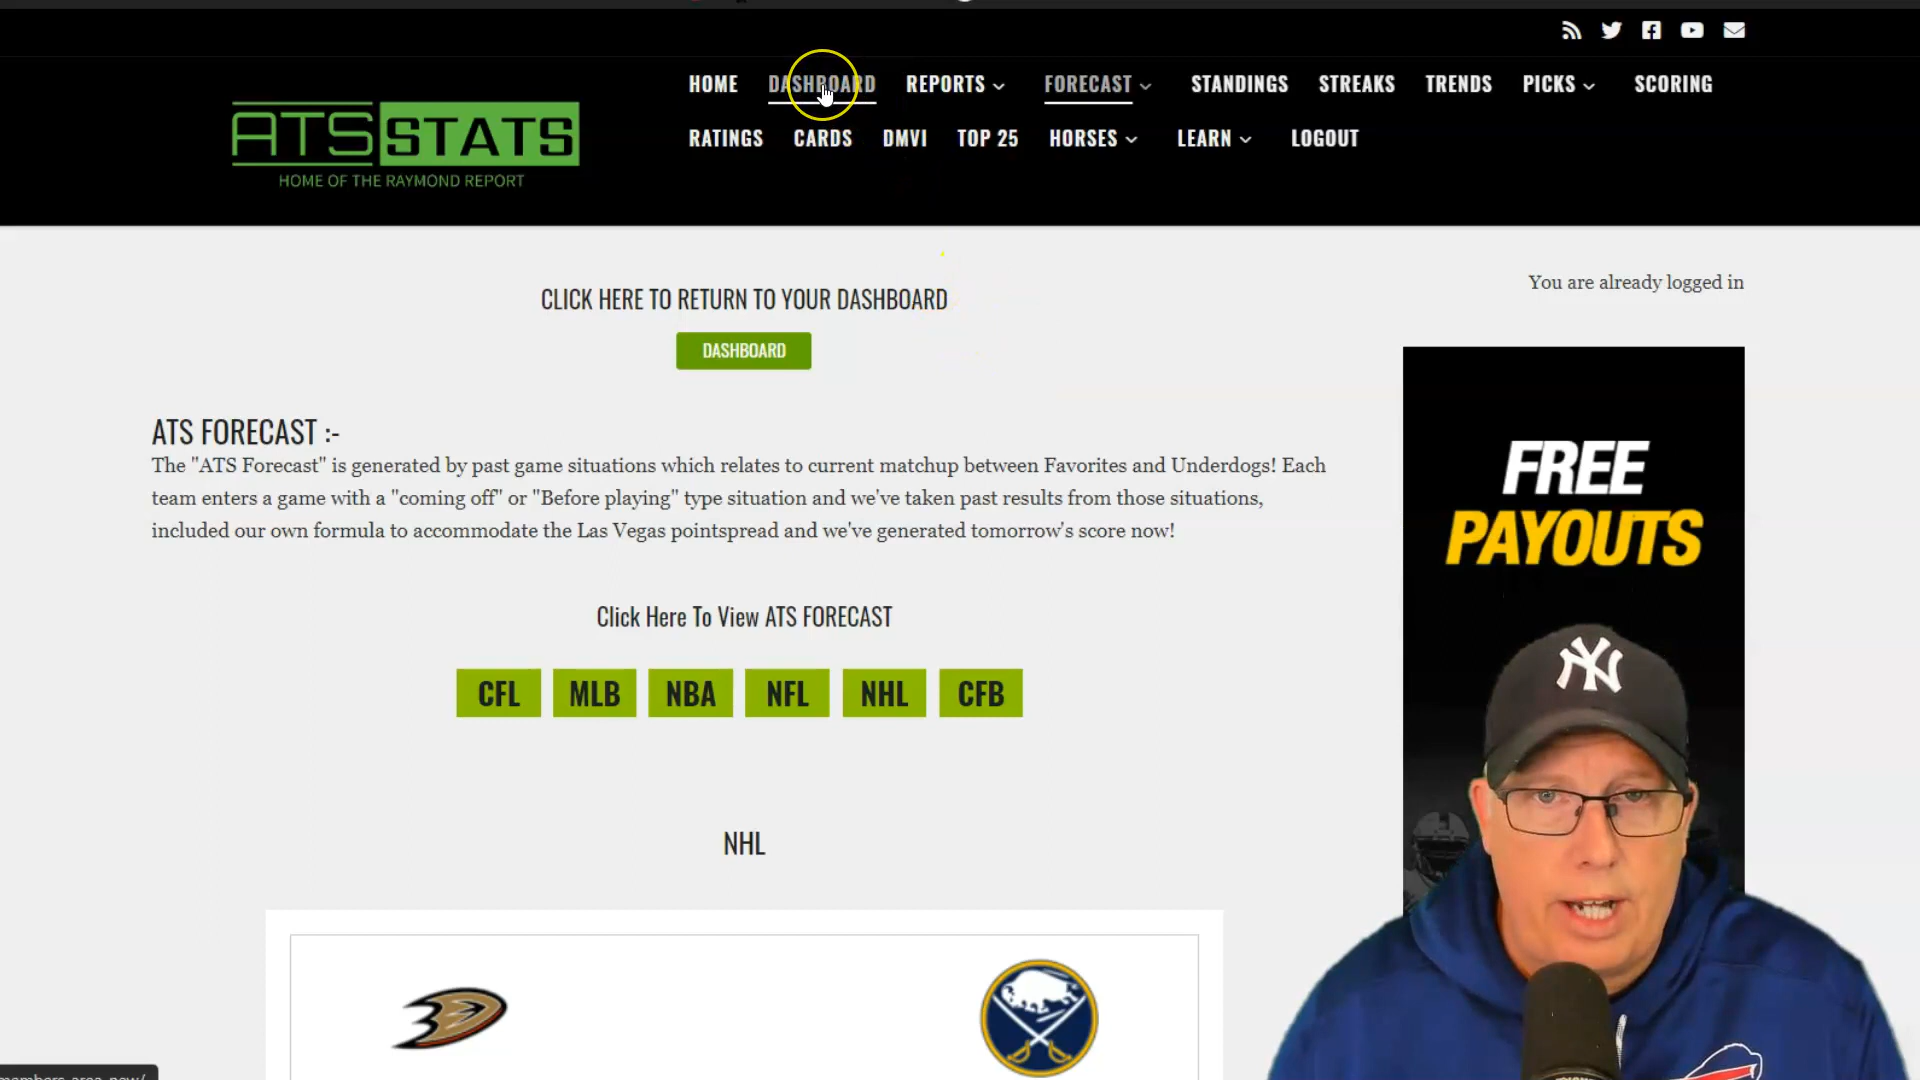 HOME DASHBOARD REPORTS FORECAST STANDINGS STREAKS TRENDS PICKS SCORING
RATINGS CARDS DMVI TOP 25 HORSES LEARN LOGOUT
ATS STATS
HOME OF THE RAYMOND REPORT
CLICK HERE TO RETURN TO YOUR DASHBOARD
DASHBOARD
You are already logged in
ATS FORECAST :-
The "ATS Forecast" is generated by past game situations which relates to current matchup between Favorites and Underdogs! Each
team enters a game with a "coming off" or "Before playing" type situation and we've taken past results from those situations,
included our own formula to accommodate the Las Vegas pointspread and we've generated tomorrow's score now!
Click Here To View ATS FORECAST
CFL MLB NBA NFL NHL CFB
NHL
FREE
PAYOUTS
NY